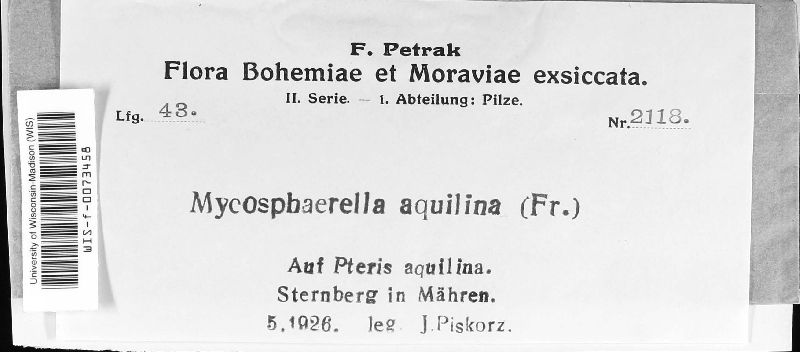 F. Petrak
Flora Bohemiae et Moraviae exsiccata.
II. Serie. — 1. Abteilung: Pilze.
Lfg. 43.
Nr. 2118.
Mycosphaerella aquilina (Fr.)
Auf Pteris aquilina.
Sternberg in Mähren.
5.1926. leg. J.Piskorz.
University of Wisconsin-Madison (WIS)
WIS-f-0073458